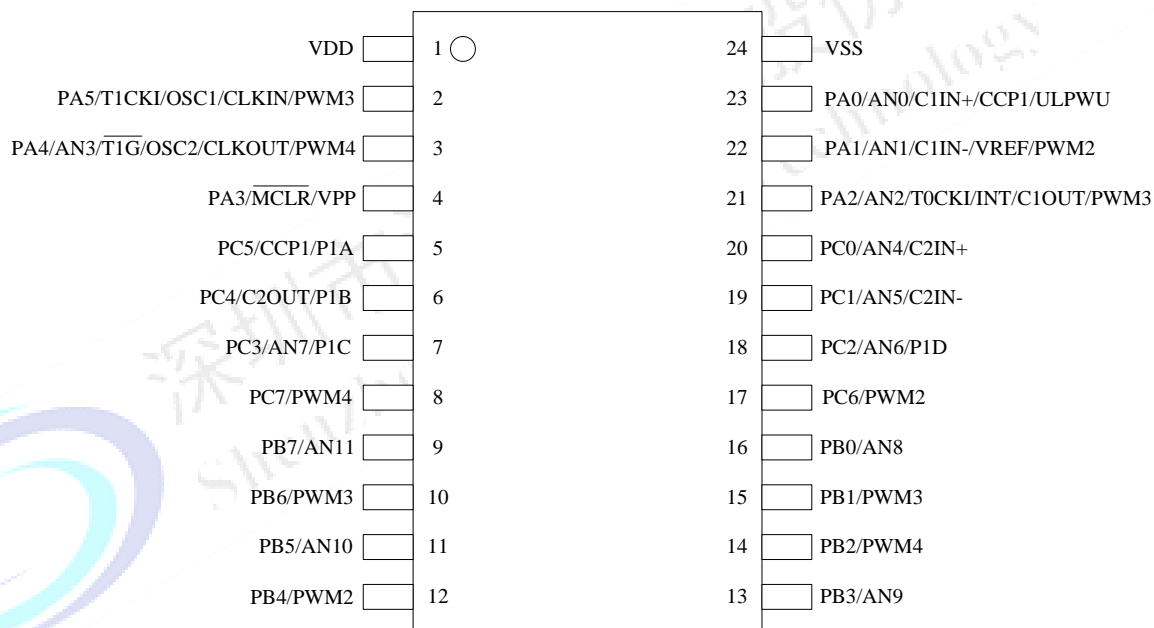 VDD 1 24 VSS
PA5/T1CKI/OSC1/CLKIN/PWM3 2 23 PA0/AN0/C1IN+/CCP1/ULPWU
PA4/AN3/T1G/OSC2/CLKOUT/PWM4 3 22 PA1/AN1/C1IN-/VREF/PWM2
PA3/MCLR/VPP 4 21 PA2/AN2/T0CKI/INT/C1OUT/PWM3
PC5/CCP1/P1A 5 20 PC0/AN4/C2IN+
PC4/C2OUT/P1B 6 19 PC1/AN5/C2IN-
PC3/AN7/P1C 7 18 PC2/AN6/P1D
PC7/PWM4 8 17 PC6/PWM2
PB7/AN11 9 16 PB0/AN8
PB6/PWM3 10 15 PB1/PWM3
PB5/AN10 11 14 PB2/PWM4
PB4/PWM2 12 13 PB3/AN9
深圳市